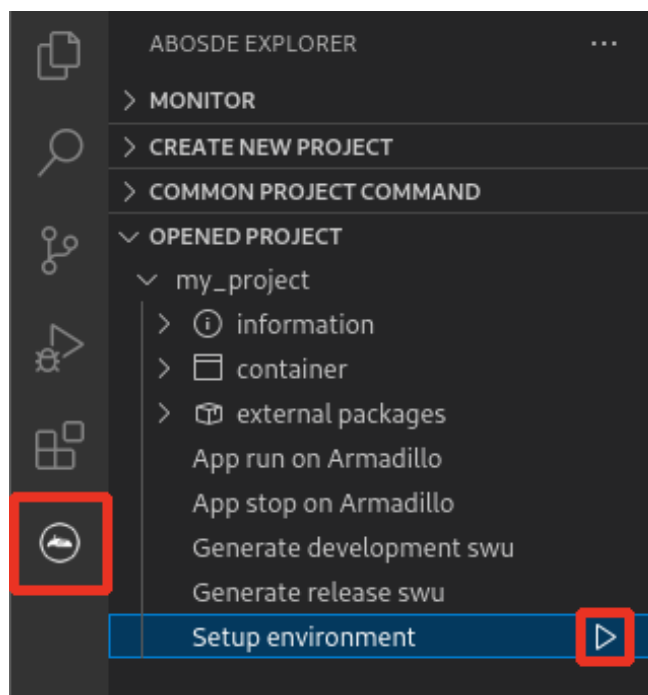 ABOSDE EXPLORER
MONITOR
CREATE NEW PROJECT
COMMON PROJECT COMMAND
OPENED PROJECT
my_project
information
container
external packages
App run on Armadillo
App stop on Armadillo
Generate development swu
Generate release swu
Setup environment